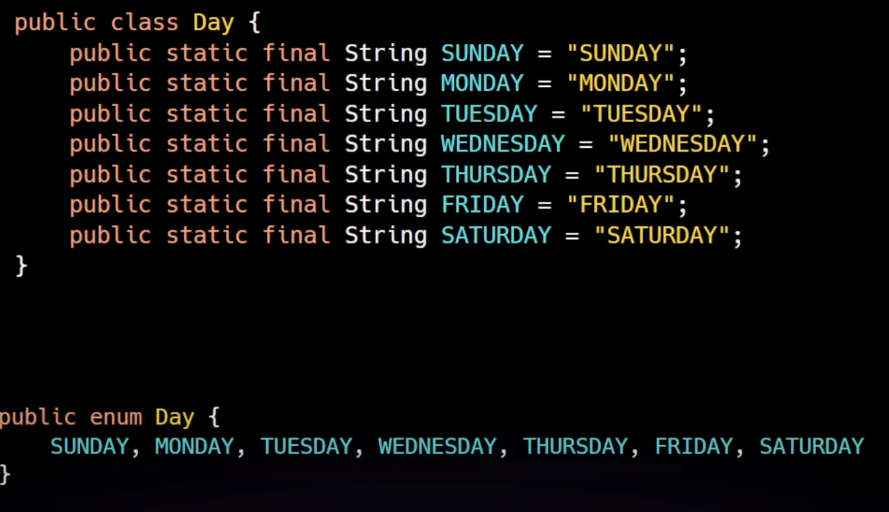 public class Day {
    public static final String SUNDAY = "SUNDAY";
    public static final String MONDAY = "MONDAY";
    public static final String TUESDAY = "TUESDAY";
    public static final String WEDNESDAY = "WEDNESDAY";
    public static final String THURSDAY = "THURSDAY";
    public static final String FRIDAY = "FRIDAY";
    public static final String SATURDAY = "SATURDAY";
}
public enum Day {
    SUNDAY, MONDAY, TUESDAY, WEDNESDAY, THURSDAY, FRIDAY, SATURDAY
}